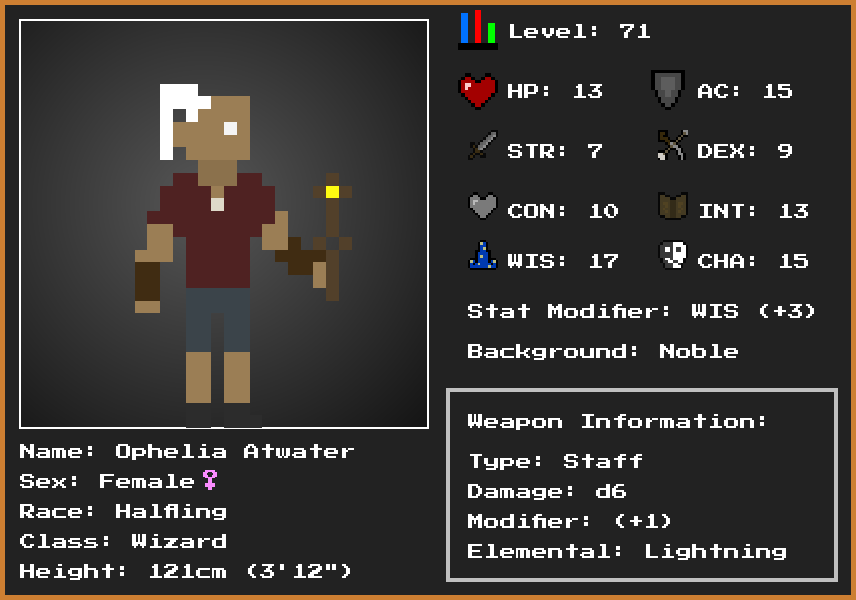 Level: 71
HP: 13 AC: 15
STR: 7 DEX: 9
CON: 10 INT: 13
WIS: 17 CHA: 15
Stat Modifier: WIS (+3)
Background: Noble
Weapon Information:
Type: Staff
Damage: d6
Modifier: (+1)
Elemental: Lightning
Name: Ophelia Atwater
Sex: Female♀
Race: Halfling
Class: Wizard
Height: 121cm (3'12")